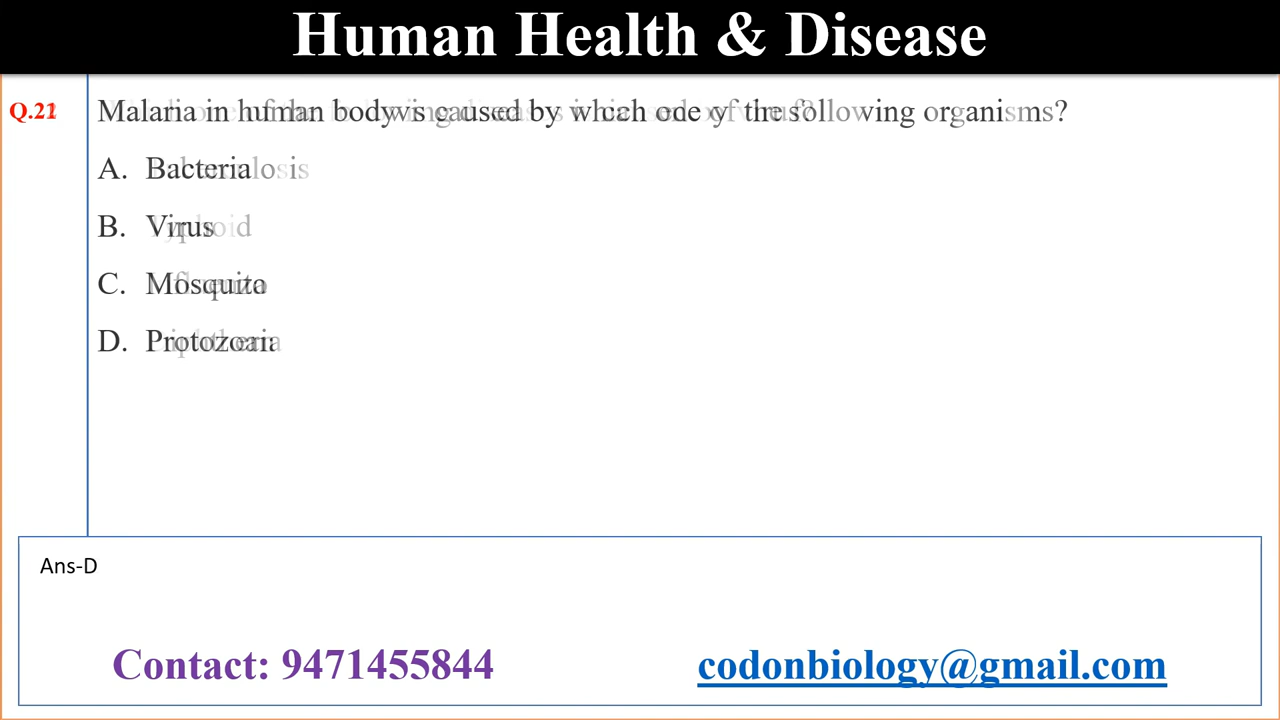 Human Health & Disease
Q.21
Malaria in human body is caused by which one of the following organisms?
A. Bacteria
B. Virus
C. Mosquito
D. Protozoan
Ans-D
Contact: 9471455844
codonbiology@gmail.com